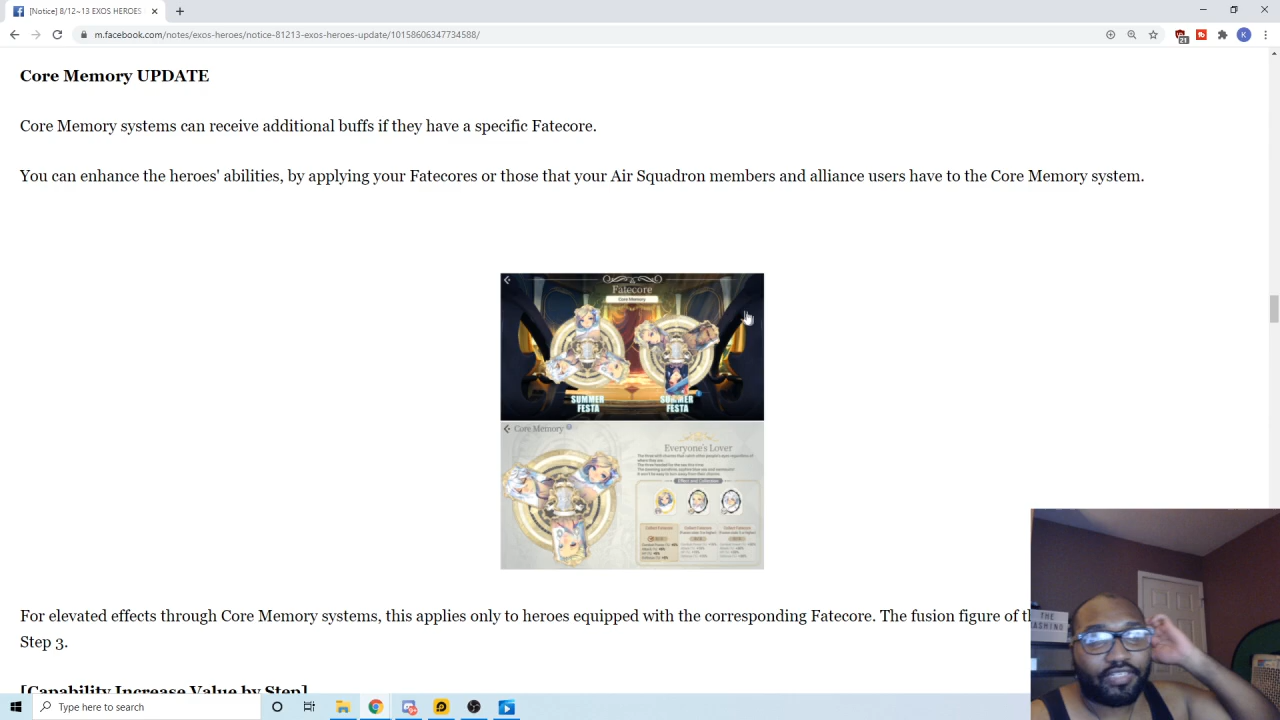 [Notice] 8/12~13 EXOS HEROES
m.facebook.com/notes/exos-heroes/notice-81213-exos-heroes-update/10158606347734588/
21
K
Core Memory UPDATE
Core Memory systems can receive additional buffs if they have a specific Fatecore.
You can enhance the heroes' abilities, by applying your Fatecores or those that your Air Squadron members and alliance users have to the Core Memory system.
Fatecore
Core Memory
SUMMER FESTA
SUMMER FESTA
Core Memory
Everyone's Lover
Effect and Collection
For elevated effects through Core Memory systems, this applies only to heroes equipped with the corresponding Fatecore. The fusion figure of
THE
Step 3.
[Capability Increase Value by Step]
Type here to search